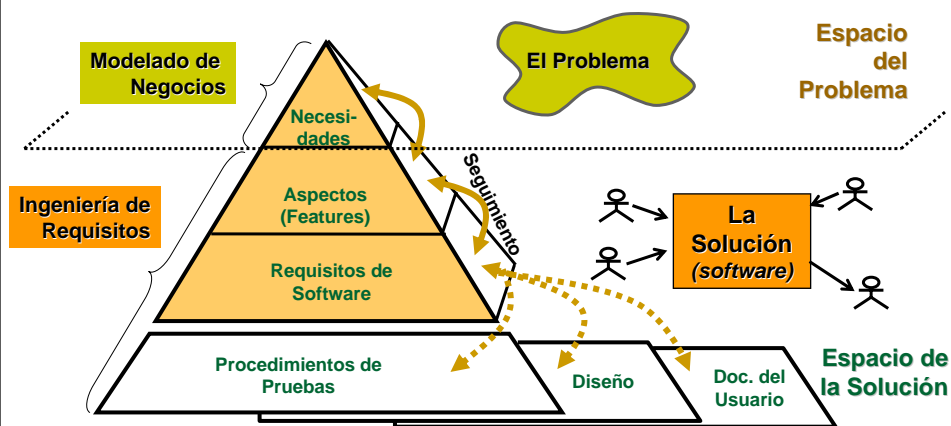 Modelado de
Negocios
El Problema
Espacio
del
Problema
Necesi-
dades
Seguimiento
Ingeniería de
Requisitos
Aspectos
(Features)
La
Solución
(software)
Requisitos de
Software
Procedimientos de
Pruebas
Diseño
Doc. del
Usuario
Espacio de
la Solución